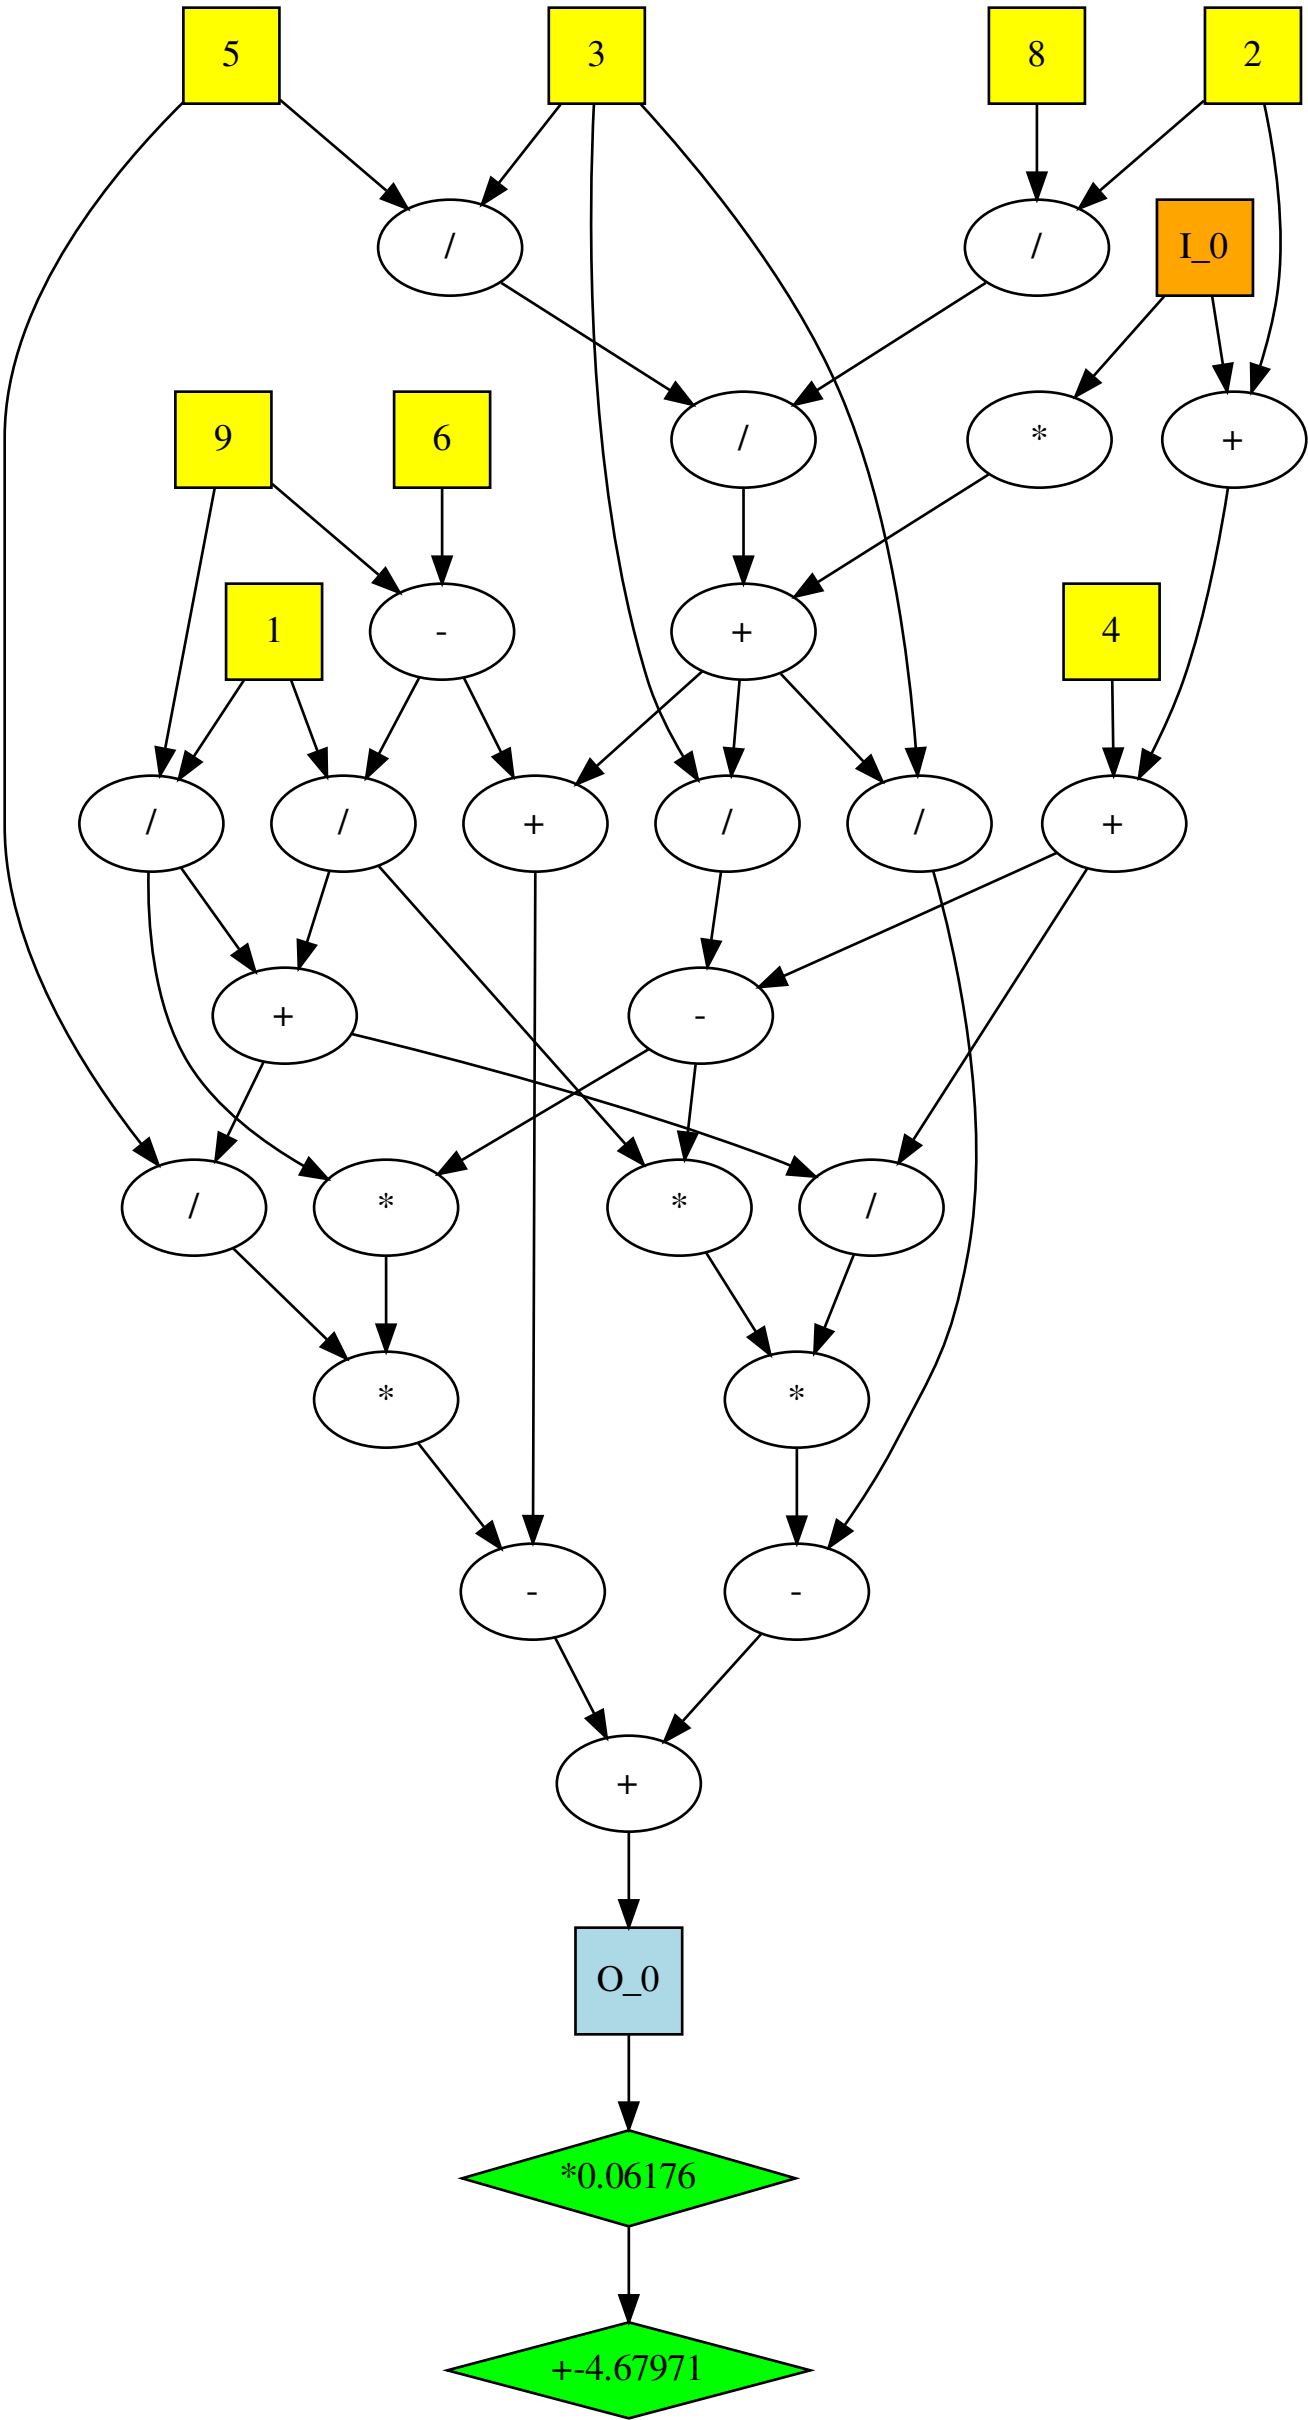 5 3 8 2
/ / I_0
9 6 / * +
1 - + 4
/ / + / / +
+ -
/ * * /
* *
- -
+
O_0
*0.06176
+-4.67971